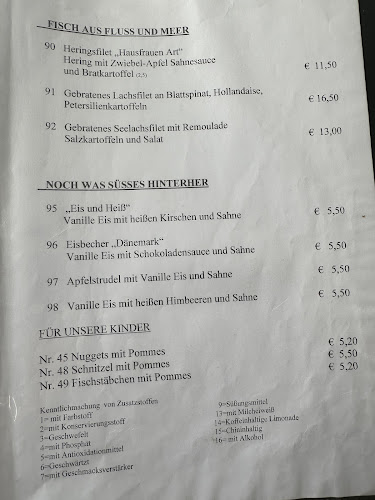 FISCH AUS FLUSS UND MEER
90 Heringsfilet „Hausfrauen Art“
Hering mit Zwiebel-Apfel Sahnesauce
und Bratkartoffel (2,5) € 11,50
91 Gebratenes Lachsfilet an Blattspinat, Hollandaise,
Petersilienkartoffeln € 16,50
92 Gebratenes Seelachsfilet mit Remoulade
Salzkartoffeln und Salat € 13,00
NOCH WAS SÜSSES HINTERHER
95 „Eis und Heiß“ € 5,50
Vanille Eis mit heißen Kirschen und Sahne
96 Eisbecher „Dänemark“
Vanille Eis mit Schokoladensauce und Sahne € 5,50
97 Apfelstrudel mit Vanille Eis und Sahne € 5,50
98 Vanille Eis mit heißen Himbeeren und Sahne € 5,50
FÜR UNSERE KINDER
Nr. 45 Nuggets mit Pommes € 5,20
Nr. 48 Schnitzel mit Pommes € 5,50
Nr. 49 Fischstäbchen mit Pommes € 5,20
Kenntlichmachung von Zusatzstoffen
1= mit Farbstoff
2=mit Konservierungsstoff
3=Geschwefelt
4=mit Phosphat
5=mit Antioxidationmittel
6=Geschwärzt
7=mit Geschmacksverstärker
9=Süßungsmittel
13=mit Milcheiweiß
14=Koffeinhaltige Limonade
15=Chininhaltig
16=mit Alkohol